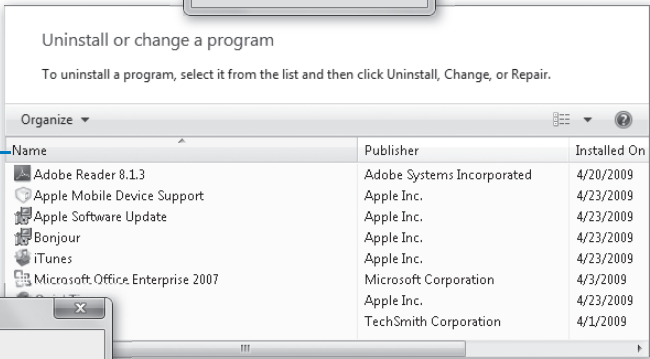 Uninstall or change a program
To uninstall a program, select it from the list and then click Uninstall, Change, or Repair.
Organize
Name Publisher Installed On
Adobe Reader 8.1.3 Adobe Systems Incorporated 4/20/2009
Apple Mobile Device Support Apple Inc. 4/23/2009
Apple Software Update Apple Inc. 4/23/2009
Bonjour Apple Inc. 4/23/2009
iTunes Apple Inc. 4/23/2009
Microsoft Office Enterprise 2007 Microsoft Corporation 4/3/2009
Apple Inc. 4/23/2009
TechSmith Corporation 4/1/2009